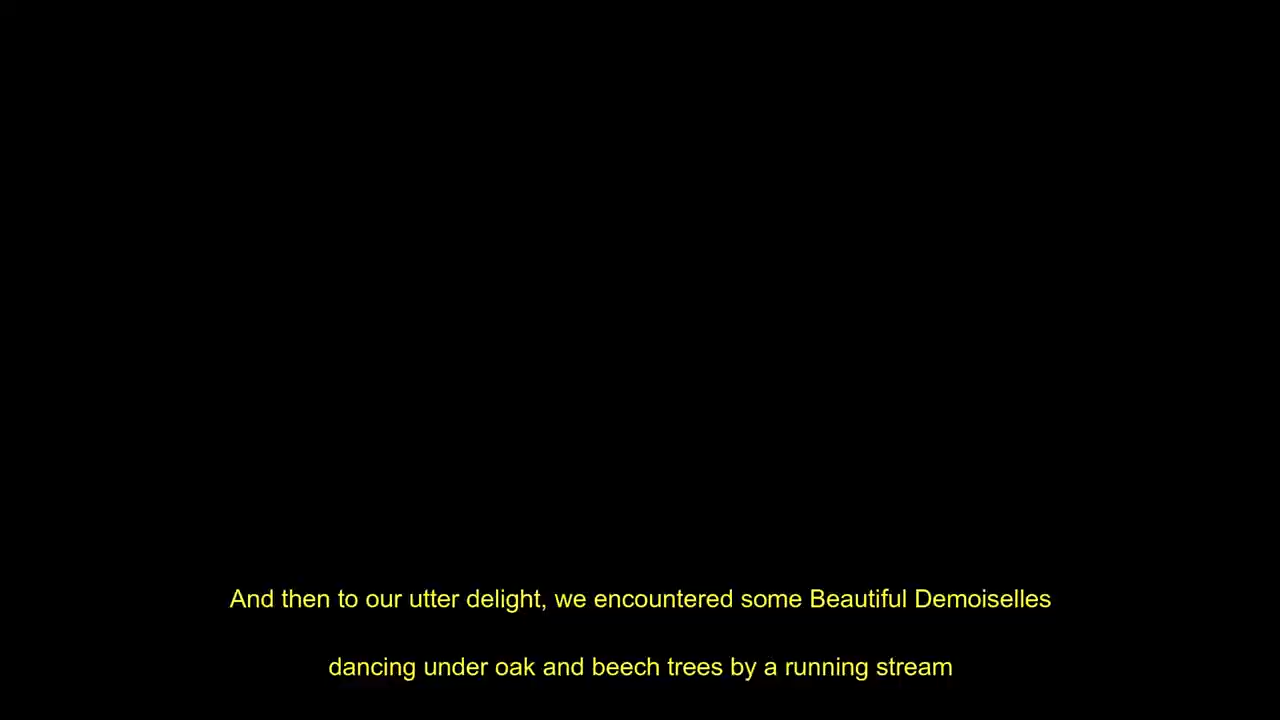 And then to our utter delight, we encountered some Beautiful Demoiselles
dancing under oak and beech trees by a running stream